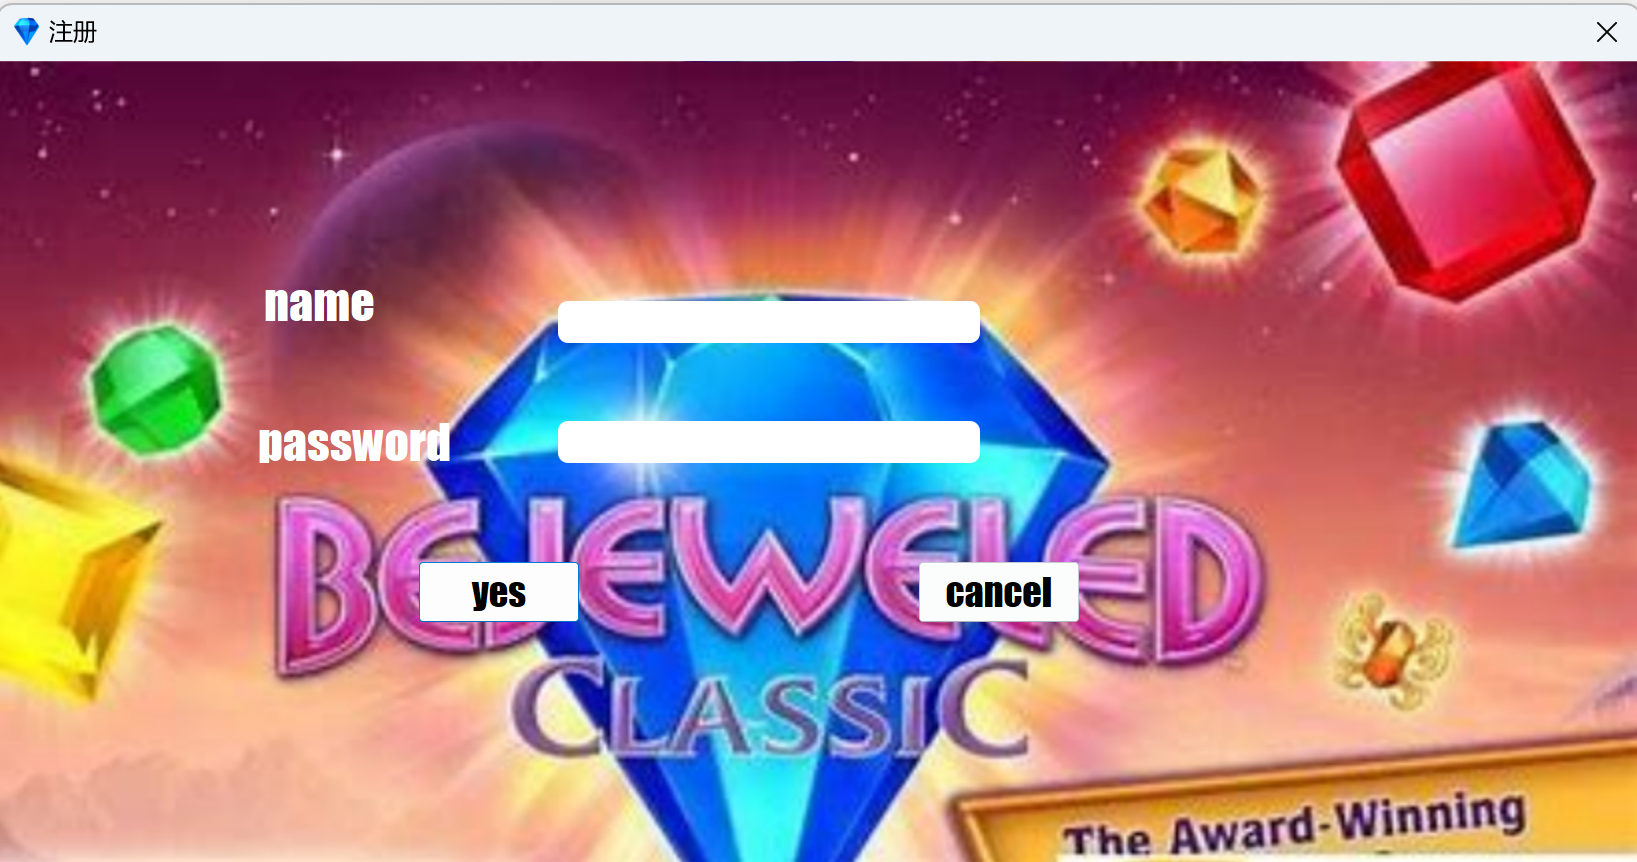 注册
name
password
BEJEWELED
yes
cancel
CLASSIC
The Award-Winning